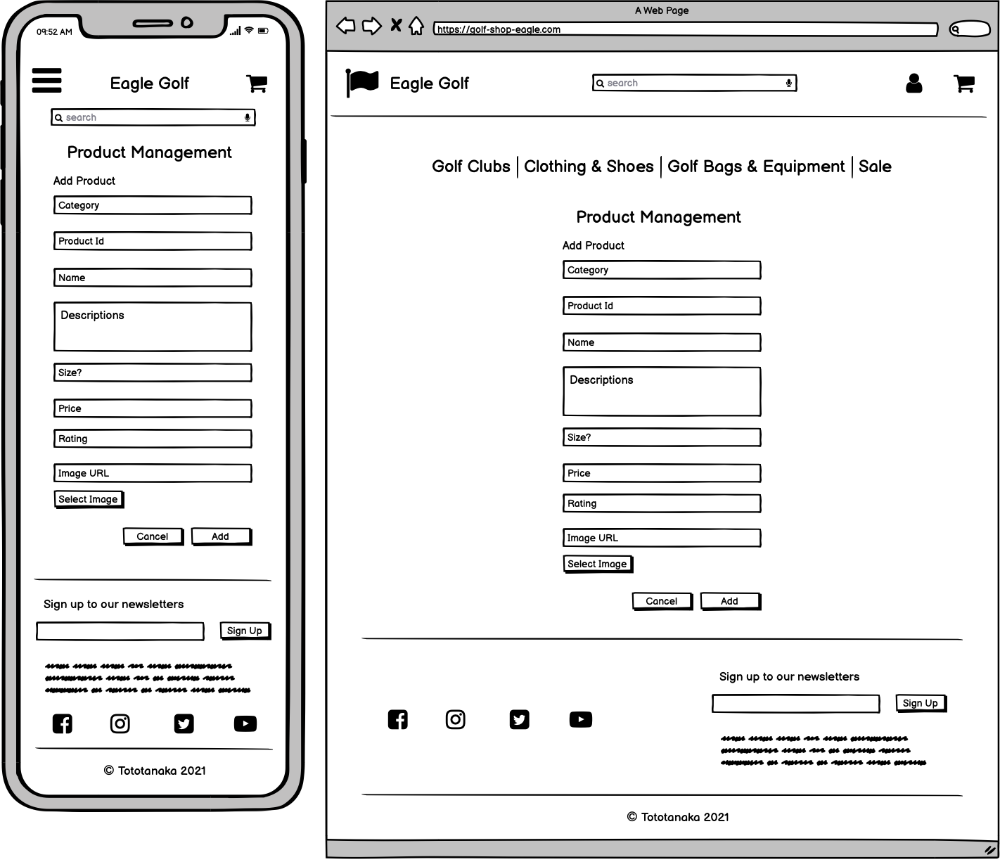 09:52 AM
Eagle Golf
search
Product Management
Add Product
Category
Product Id
Name
Descriptions
Size?
Price
Rating
Image URL
Select Image
Cancel Add
Sign up to our newsletters
Sign Up
© Tototanaka 2021
A Web Page
https://golf-shop-eagle.com
Eagle Golf search
Golf Clubs Clothing & Shoes Golf Bags & Equipment Sale
Product Management
Add Product
Category
Product Id
Name
Descriptions
Size?
Price
Rating
Image URL
Select Image
Cancel Add
Sign up to our newsletters
Sign Up
© Tototanaka 2021